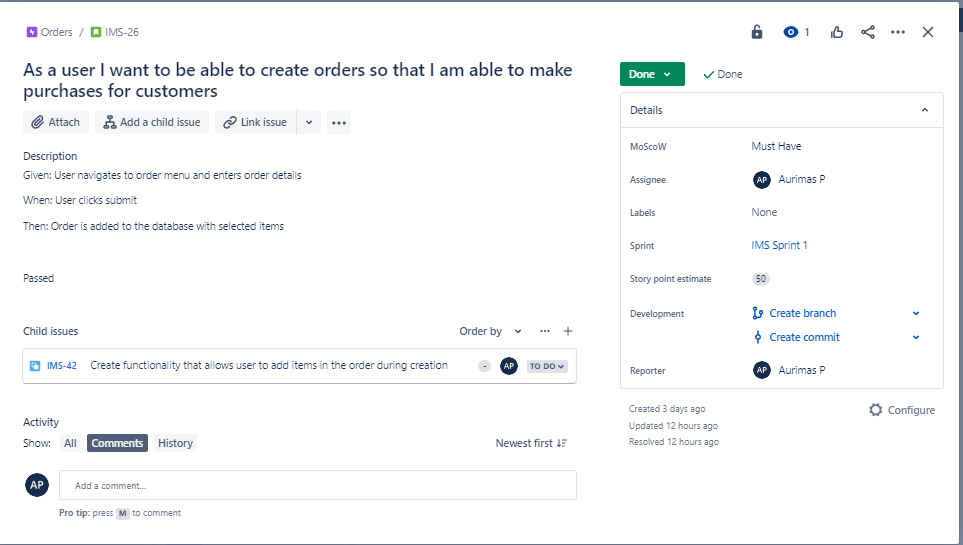 Orders / IMS-26
1
As a user I want to be able to create orders so that I am able to make
purchases for customers
Attach
Add a child issue
Link issue
Description
Given: User navigates to order menu and enters order details
When: User clicks submit
Then: Order is added to the database with selected items
Passed
Child issues
Order by
IMS-42 Create functionality that allows user to add items in the order during creation - AP TO DO
Activity
Show: All Comments History
Newest first
AP Add a comment...
Pro tip: press M to comment
Done
Done
Details
MoScoW Must Have
Assignee AP Aurimas P
Labels None
Sprint IMS Sprint 1
Story point estimate 50
Development Create branch
Create commit
Reporter AP Aurimas P
Created 3 days ago
Updated 12 hours ago
Resolved 12 hours ago
Configure